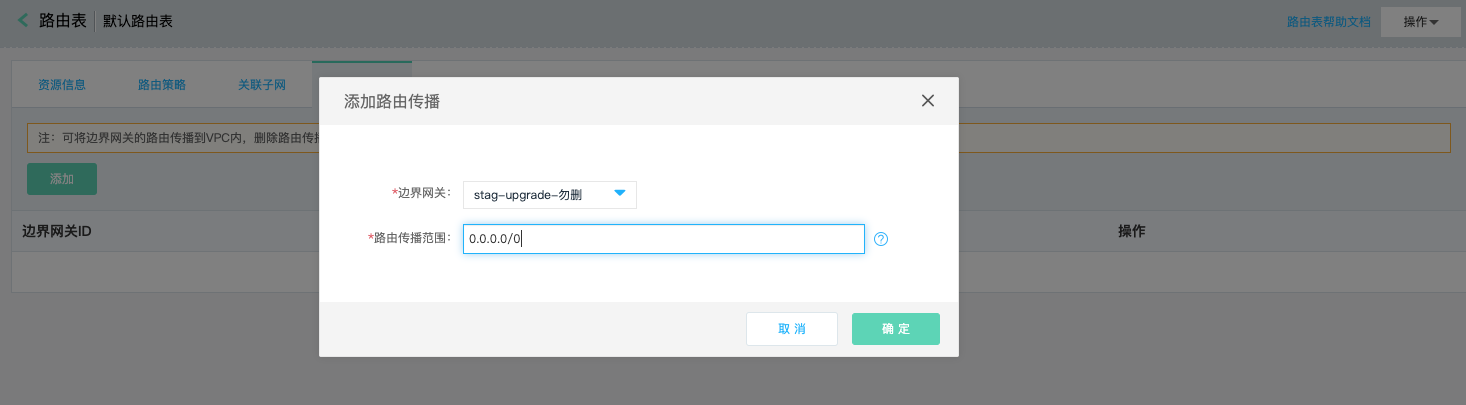 路由表 默认路由表 路由表帮助文档 操作
资源信息 路由策略 关联子网
添加路由传播
注：可将边界网关的路由传播到VPC内，删除路由传
添加
*边界网关： stag-upgrade-勿删
*路由传播范围： 0.0.0.0/0
边界网关ID 操作
取 消 确 定